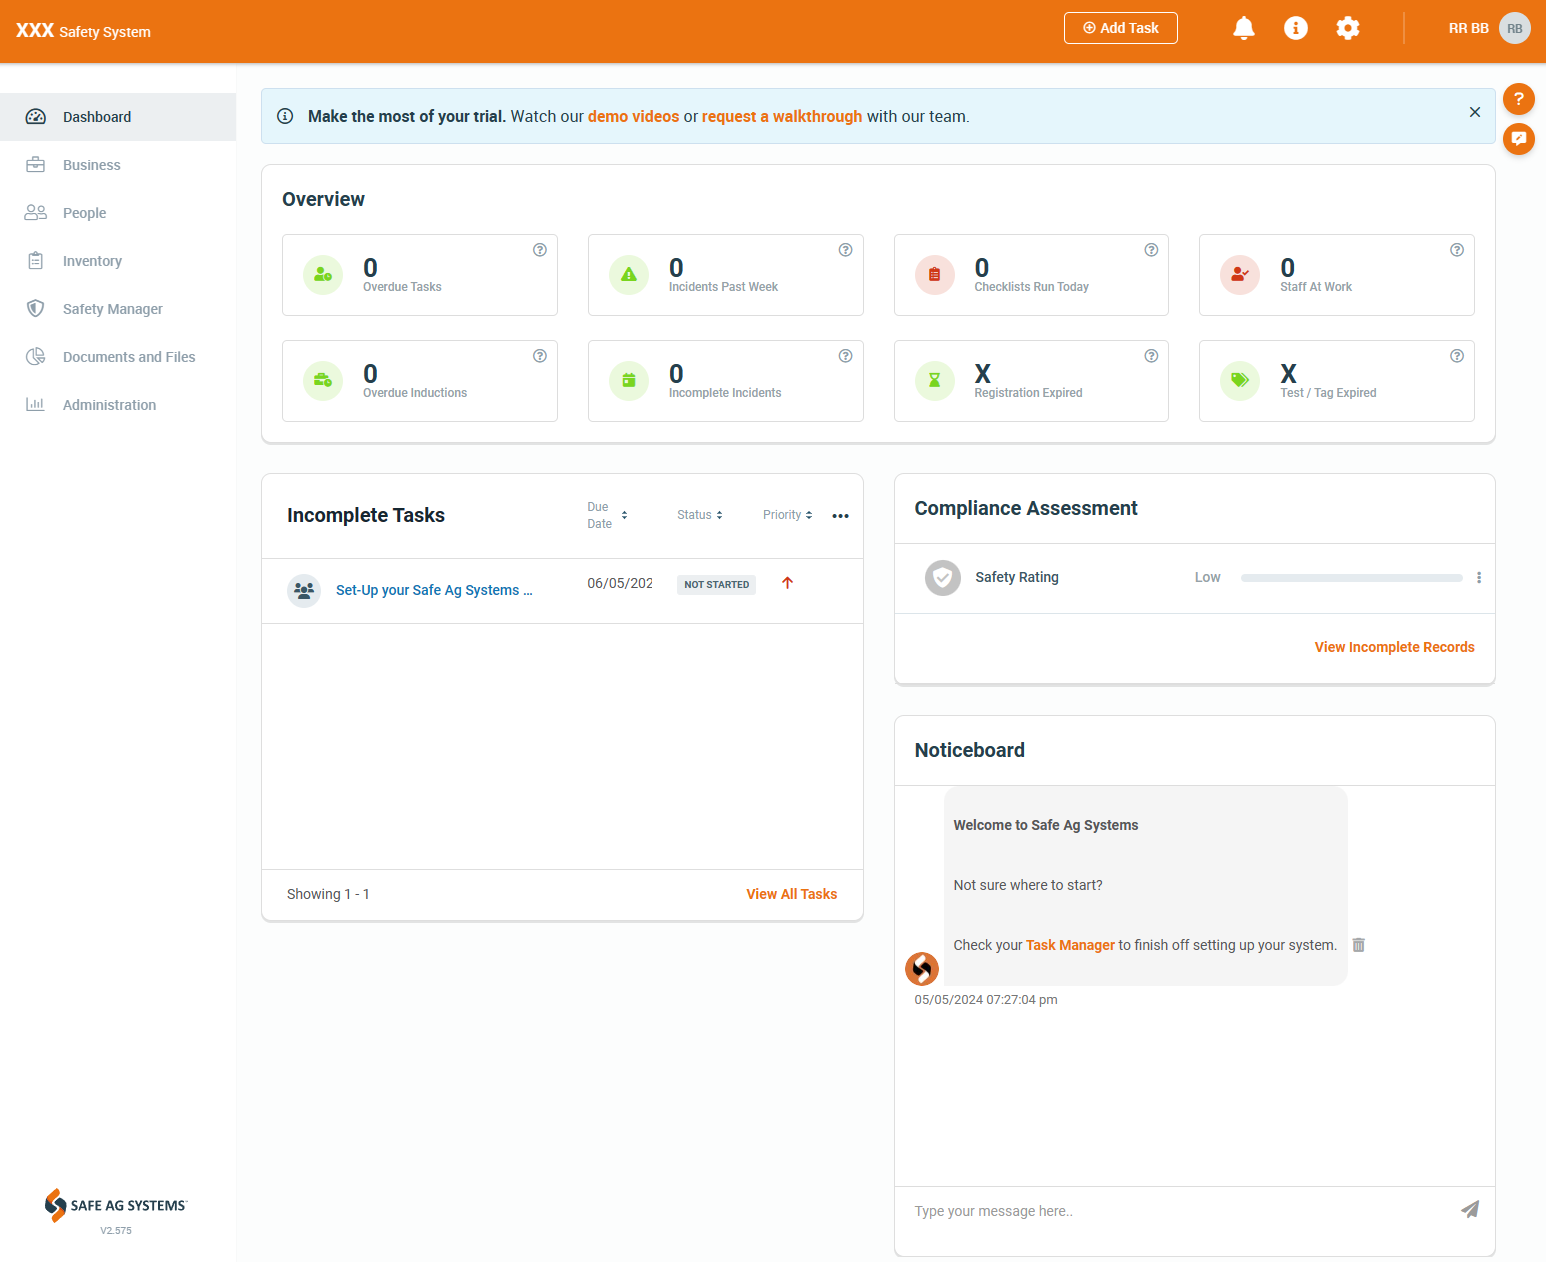 XXX Safety System
Add Task
RR BB
RB
Dashboard
Business
People
Inventory
Safety Manager
Documents and Files
Administration
SAFE AG SYSTEMS
V2.575
Make the most of your trial. Watch our demo videos or request a walkthrough with our team.
?
Overview
0
Overdue Tasks
0
Incidents Past Week
0
Checklists Run Today
0
Staff At Work
0
Overdue Inductions
0
Incomplete Incidents
X
Registration Expired
X
Test / Tag Expired
Incomplete Tasks
Due
Date
Status
Priority
Set-Up your Safe Ag Systems ...
06/05/202
NOT STARTED
Showing 1 - 1
View All Tasks
Compliance Assessment
Safety Rating
Low
View Incomplete Records
Noticeboard
Welcome to Safe Ag Systems
Not sure where to start?
Check your Task Manager to finish off setting up your system.
05/05/2024 07:27:04 pm
Type your message here..